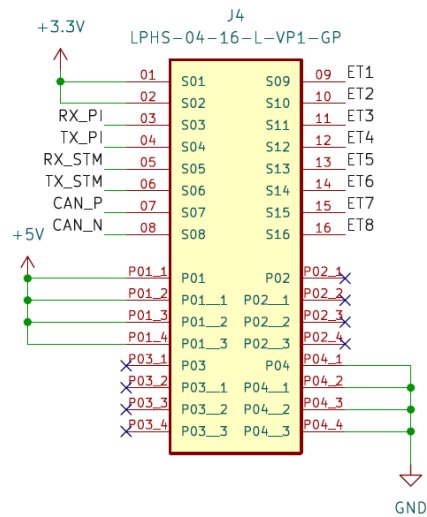 J4
LPHS-04-16-L-VP1-GP
+3.3V
01 S01 S09 09 ET1
02 S02 S10 10 ET2
RX_PI 03 S03 S11 11 ET3
TX_PI 04 S04 S12 12 ET4
RX_STM 05 S05 S13 13 ET5
TX_STM 06 S06 S14 14 ET6
CAN_P 07 S07 S15 15 ET7
CAN_N 08 S08 S16 16 ET8
+5V
P01_1 P01 P02 P02_1
P01_2 P01__1 P02__1 P02_2
P01_3 P01__2 P02__2 P02_3
P01_4 P01__3 P02__3 P02_4
P03_1 P03 P04 P04_1
P03_2 P03__1 P04__1 P04_2
P03_3 P03__2 P04__2 P04_3
P03_4 P03__3 P04__3 P04_4
GND